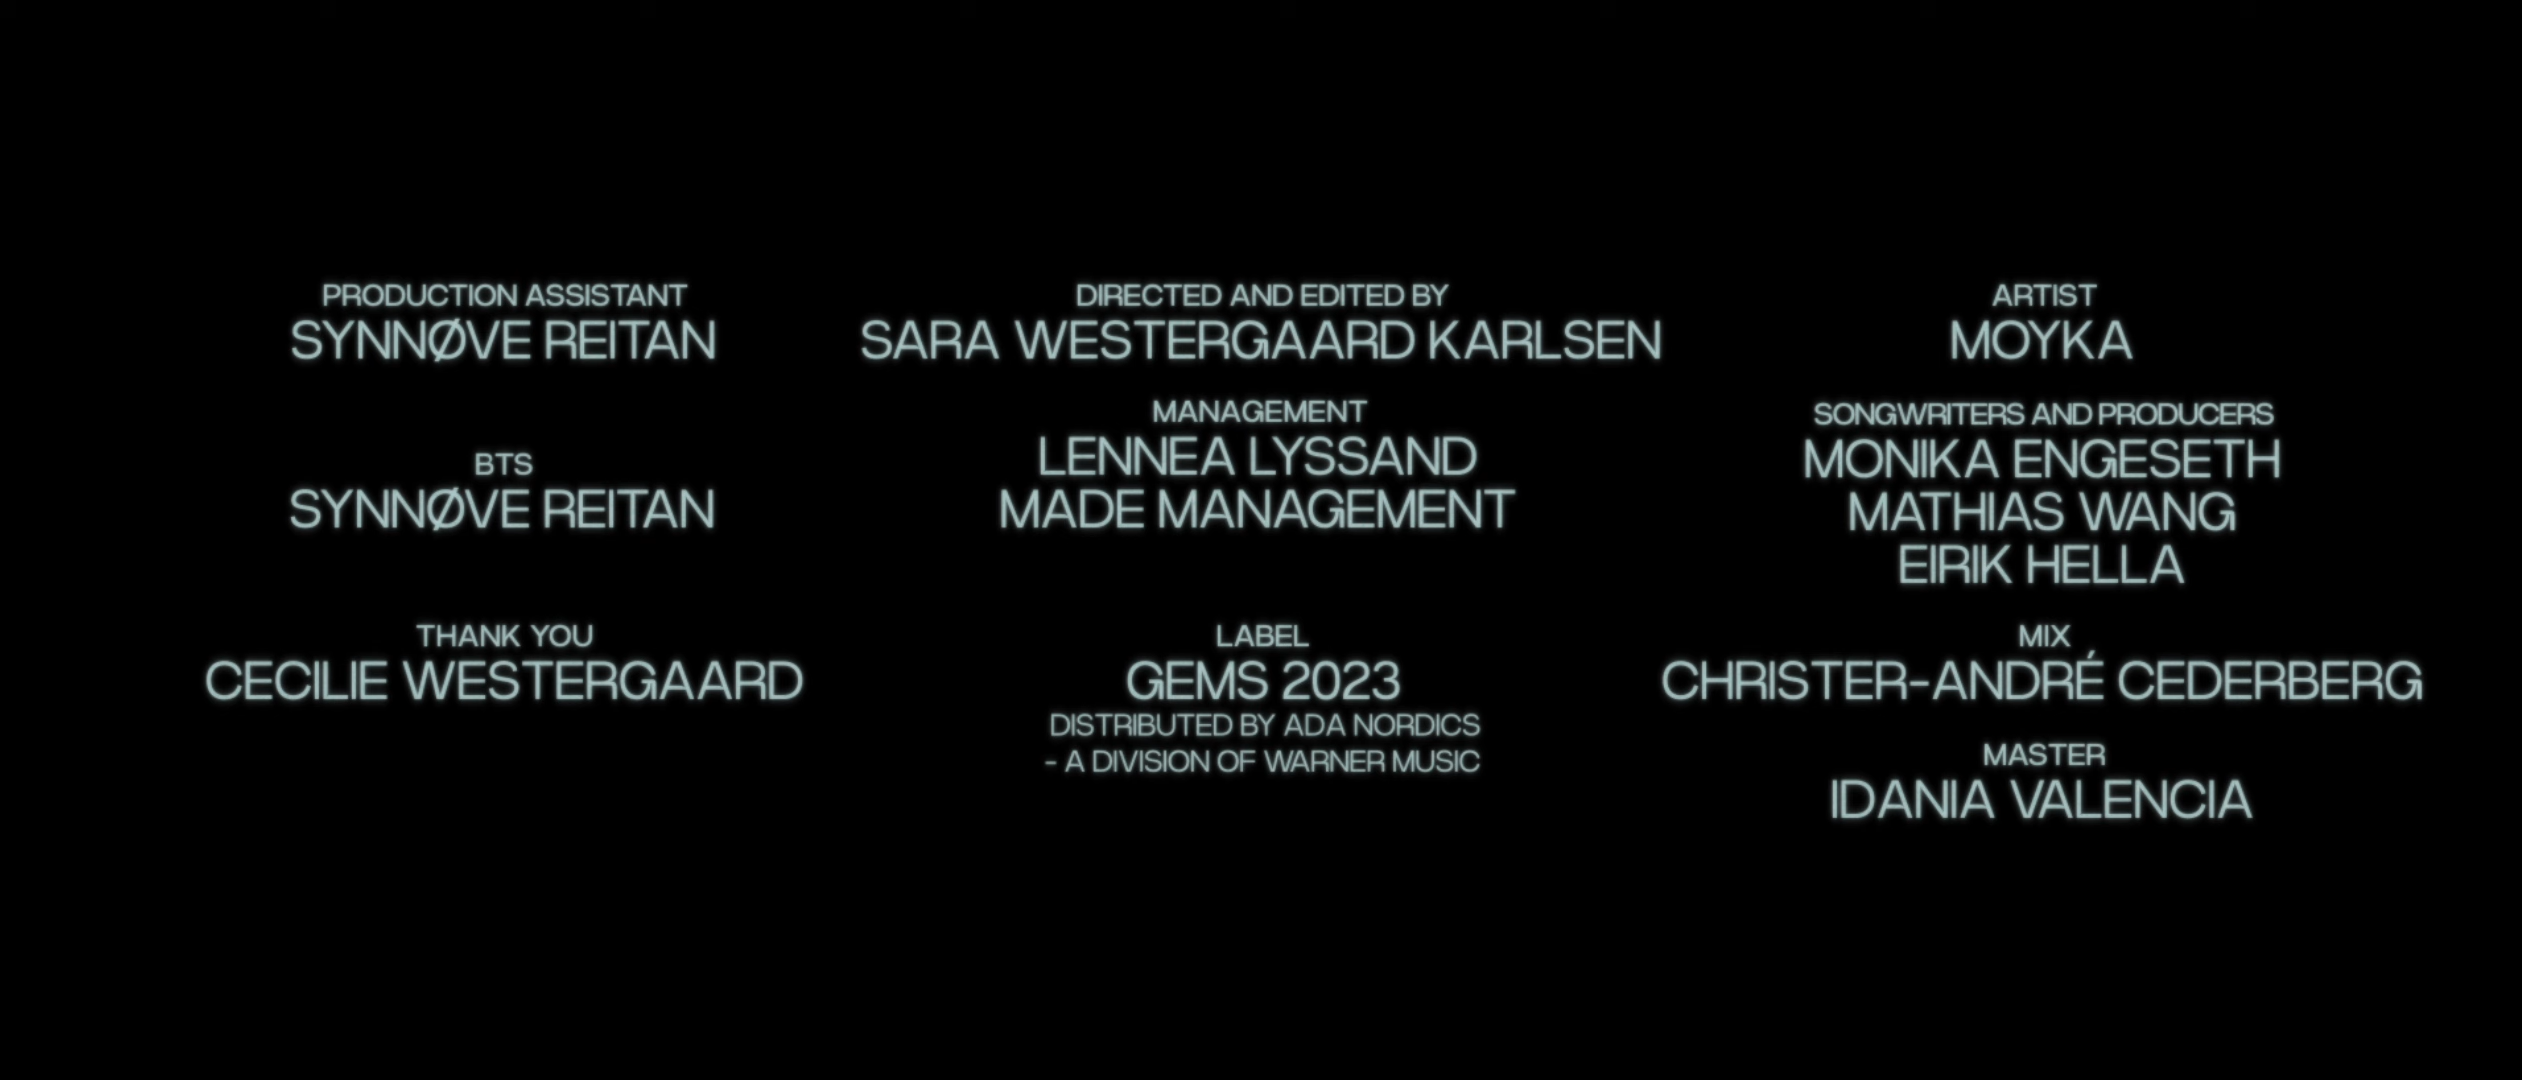 PRODUCTION ASSISTANT
SYNNØVE REITAN
BTS
SYNNØVE REITAN
THANK YOU
CECILIE WESTERGAARD
DIRECTED AND EDITED BY
SARA WESTERGAARD KARLSEN
MANAGEMENT
LENNEA LYSSAND
MADE MANAGEMENT
LABEL
GEMS 2023
DISTRIBUTED BY ADA NORDICS
- A DIVISION OF WARNER MUSIC
ARTIST
MOYKA
SONGWRITERS AND PRODUCERS
MONIKA ENGESETH
MATHIAS WANG
EIRIK HELLA
MIX
CHRISTER-ANDRÉ CEDERBERG
MASTER
IDANIA VALENCIA